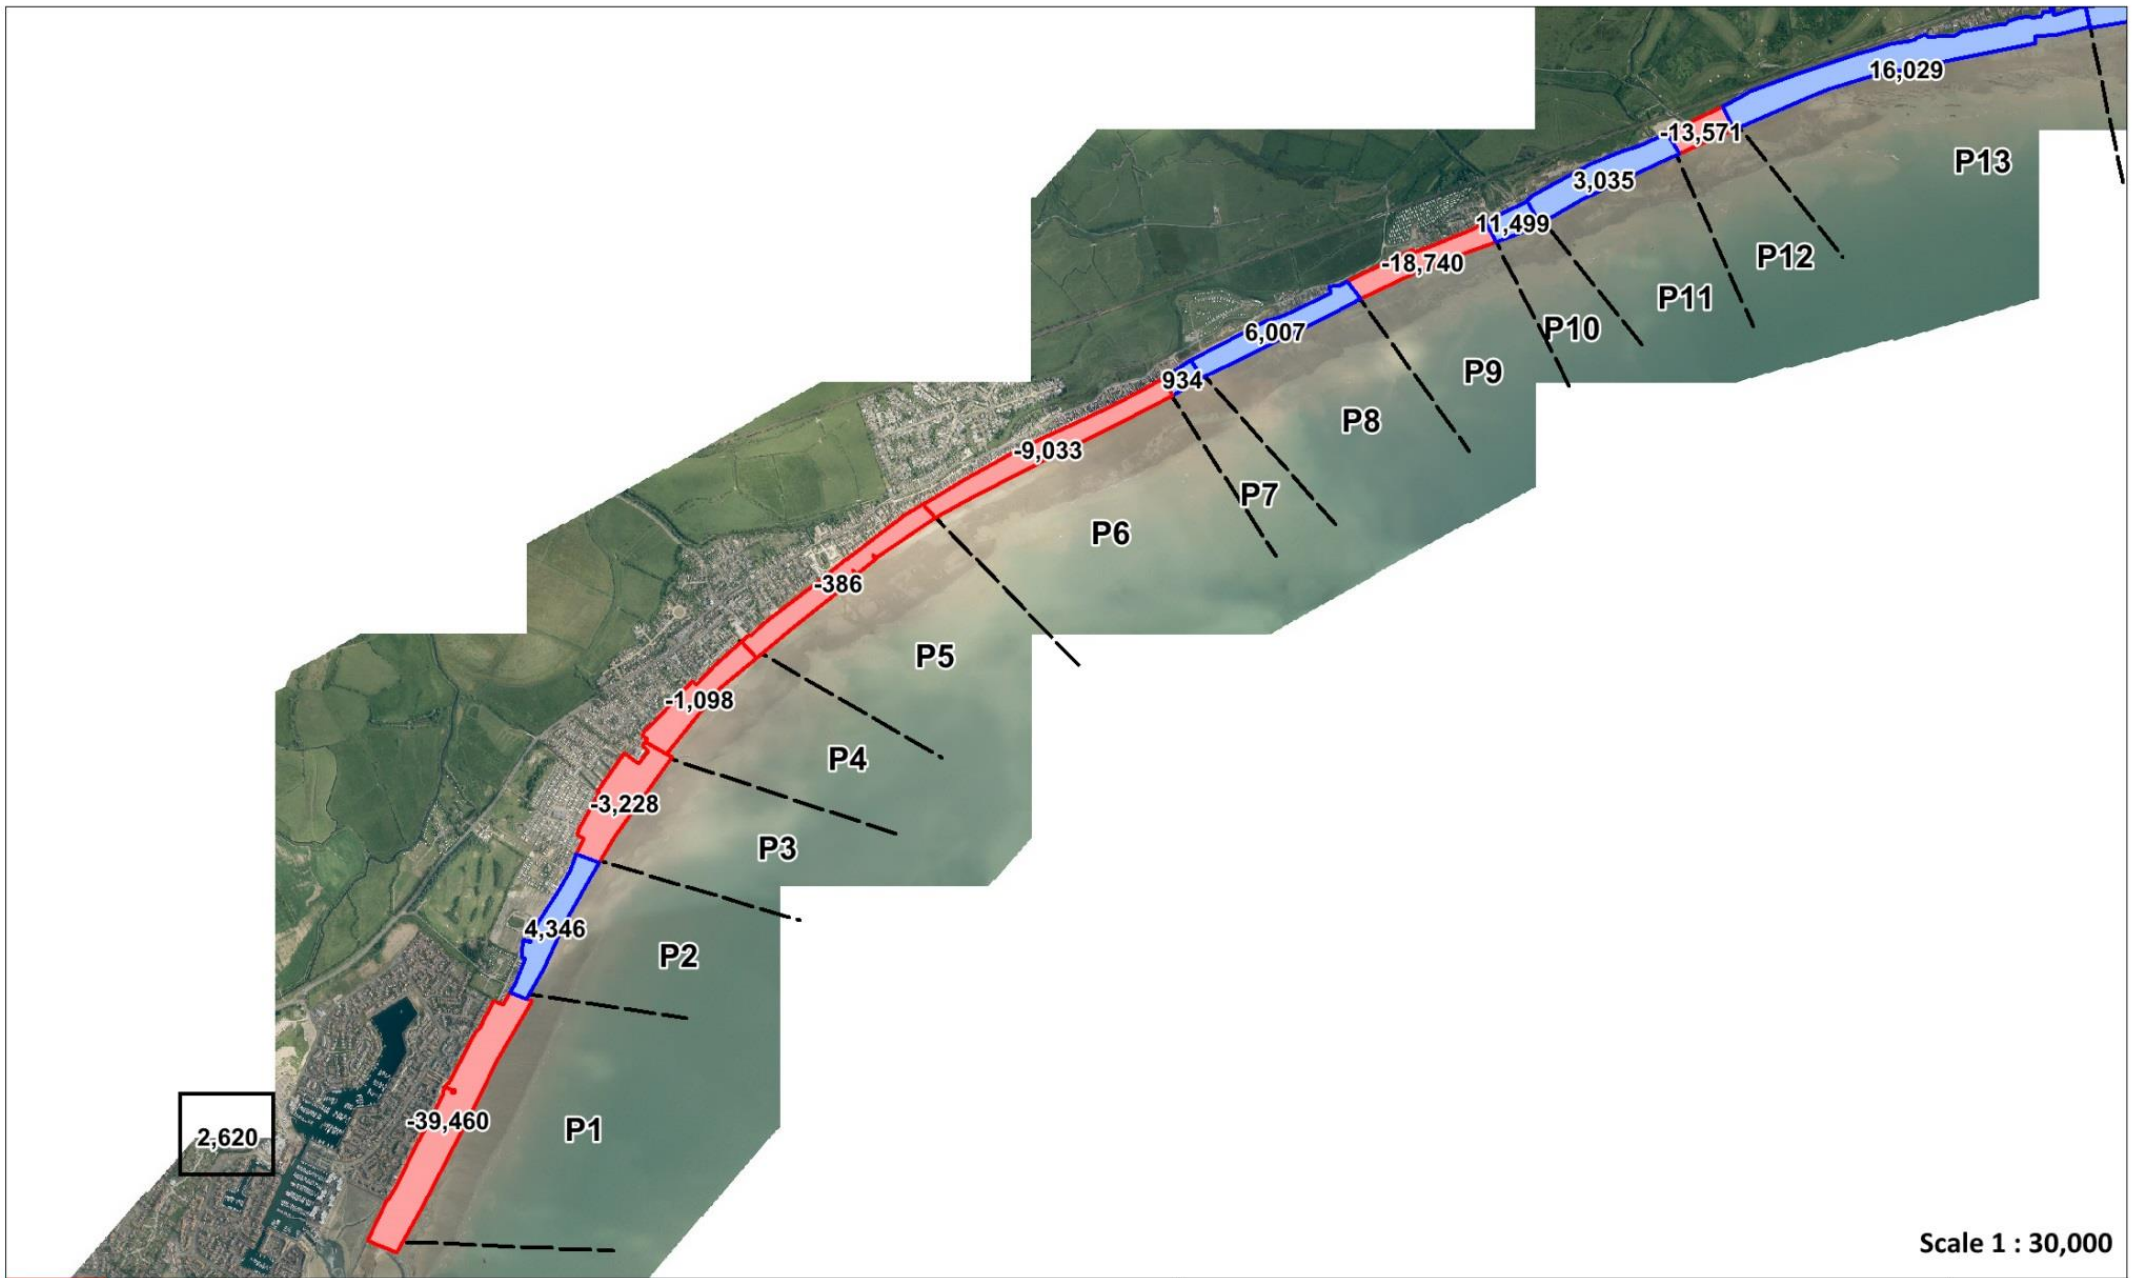 16,029
-13,571
P13
3,035
11,499
P12
-18,740
P11
6,007
P10
934
P9
P8
-9,033
P7
P6
-386
P5
-1,098
P4
-3,228
P3
4,346
P2
-39,460
P1
2,620
Scale 1 : 30,000